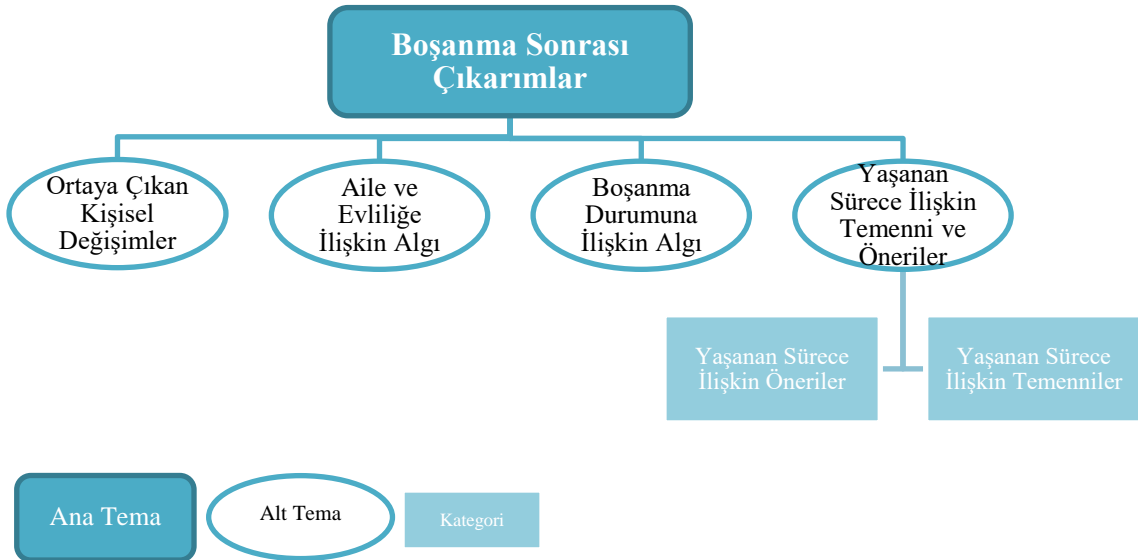 Boşanma Sonrası
Çıkarımlar
Ortaya Çıkan
Kişisel
Değişimler
Aile ve
Evliliğe
İlişkin Algı
Boşanma
Durumuna
İlişkin Algı
Yaşanan
Sürece İlişkin
Temenni ve
Öneriler
Yaşanan Sürece
İlişkin Öneriler
Yaşanan Sürece
İlişkin Temenniler
Ana Tema
Alt Tema
Kategori